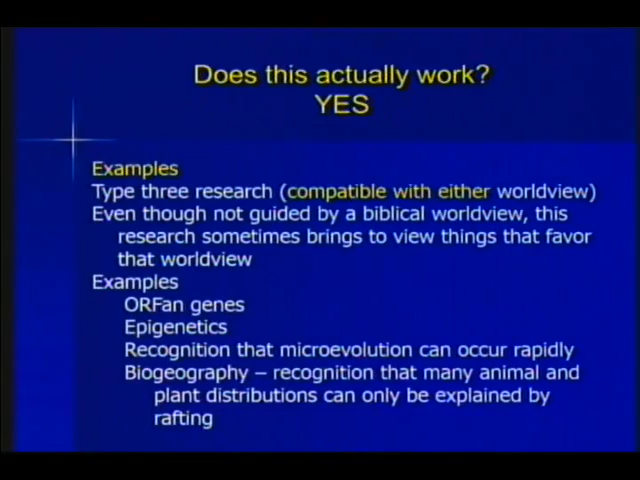 Does this actually work?
YES
Examples
Type three research (compatible with either worldview)
Even though not guided by a biblical worldview, this
research sometimes brings to view things that favor
that worldview
Examples
ORFan genes
Epigenetics
Recognition that microevolution can occur rapidly
Biogeography – recognition that many animal and
plant distributions can only be explained by
rafting